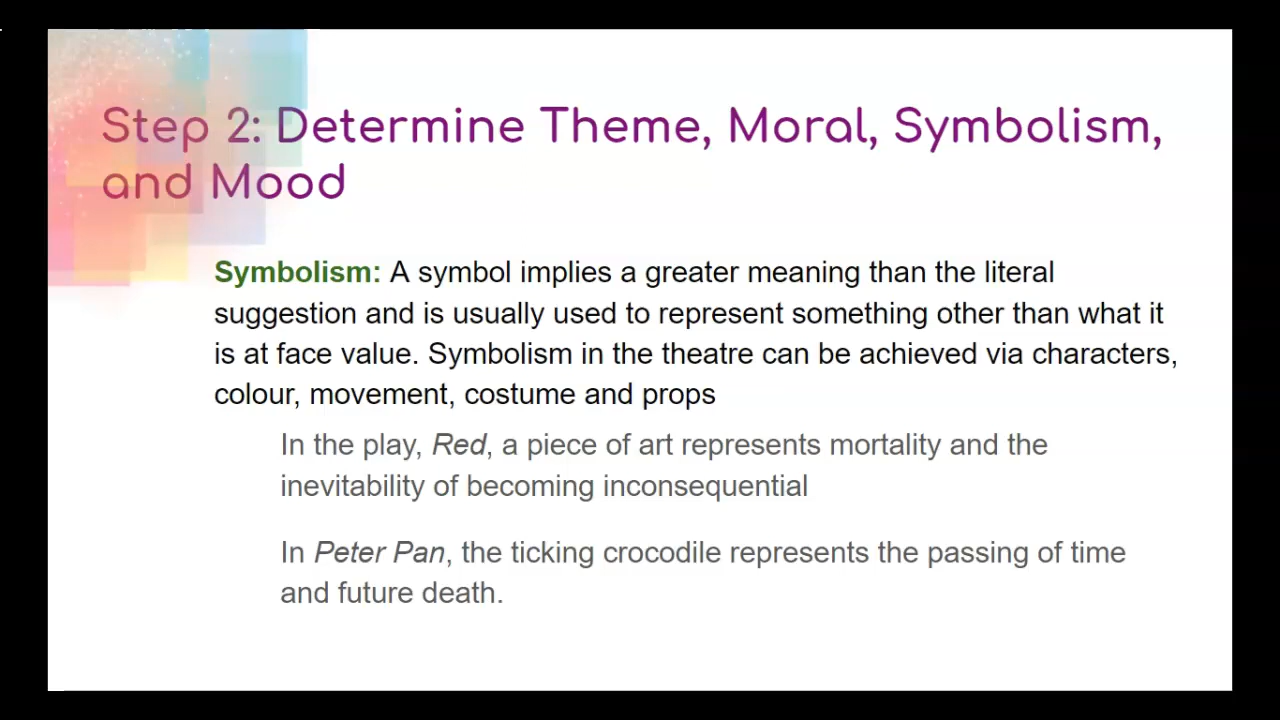 Step 2: Determine Theme, Moral, Symbolism,
and Mood
Symbolism: A symbol implies a greater meaning than the literal
suggestion and is usually used to represent something other than what it
is at face value. Symbolism in the theatre can be achieved via characters,
colour, movement, costume and props
In the play, Red, a piece of art represents mortality and the
inevitability of becoming inconsequential
In Peter Pan, the ticking crocodile represents the passing of time
and future death.